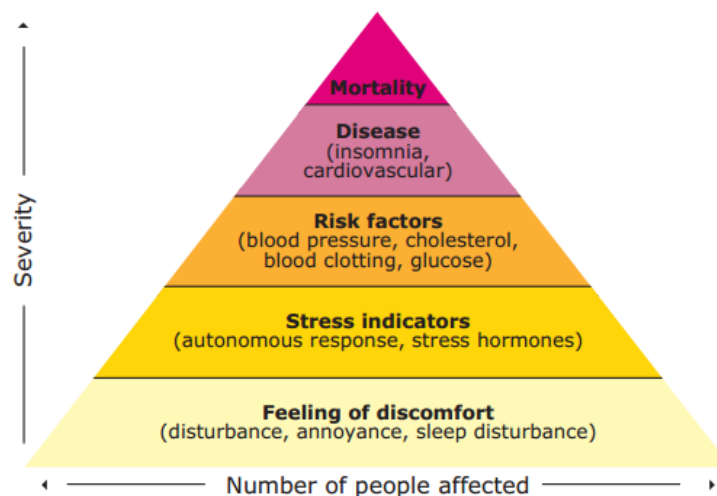 Mortality
Disease
(insomnia,
cardiovascular)
Risk factors
(blood pressure, cholesterol,
blood clotting, glucose)
Stress indicators
(autonomous response, stress hormones)
Feeling of discomfort
(disturbance, annoyance, sleep disturbance)
Severity
Number of people affected